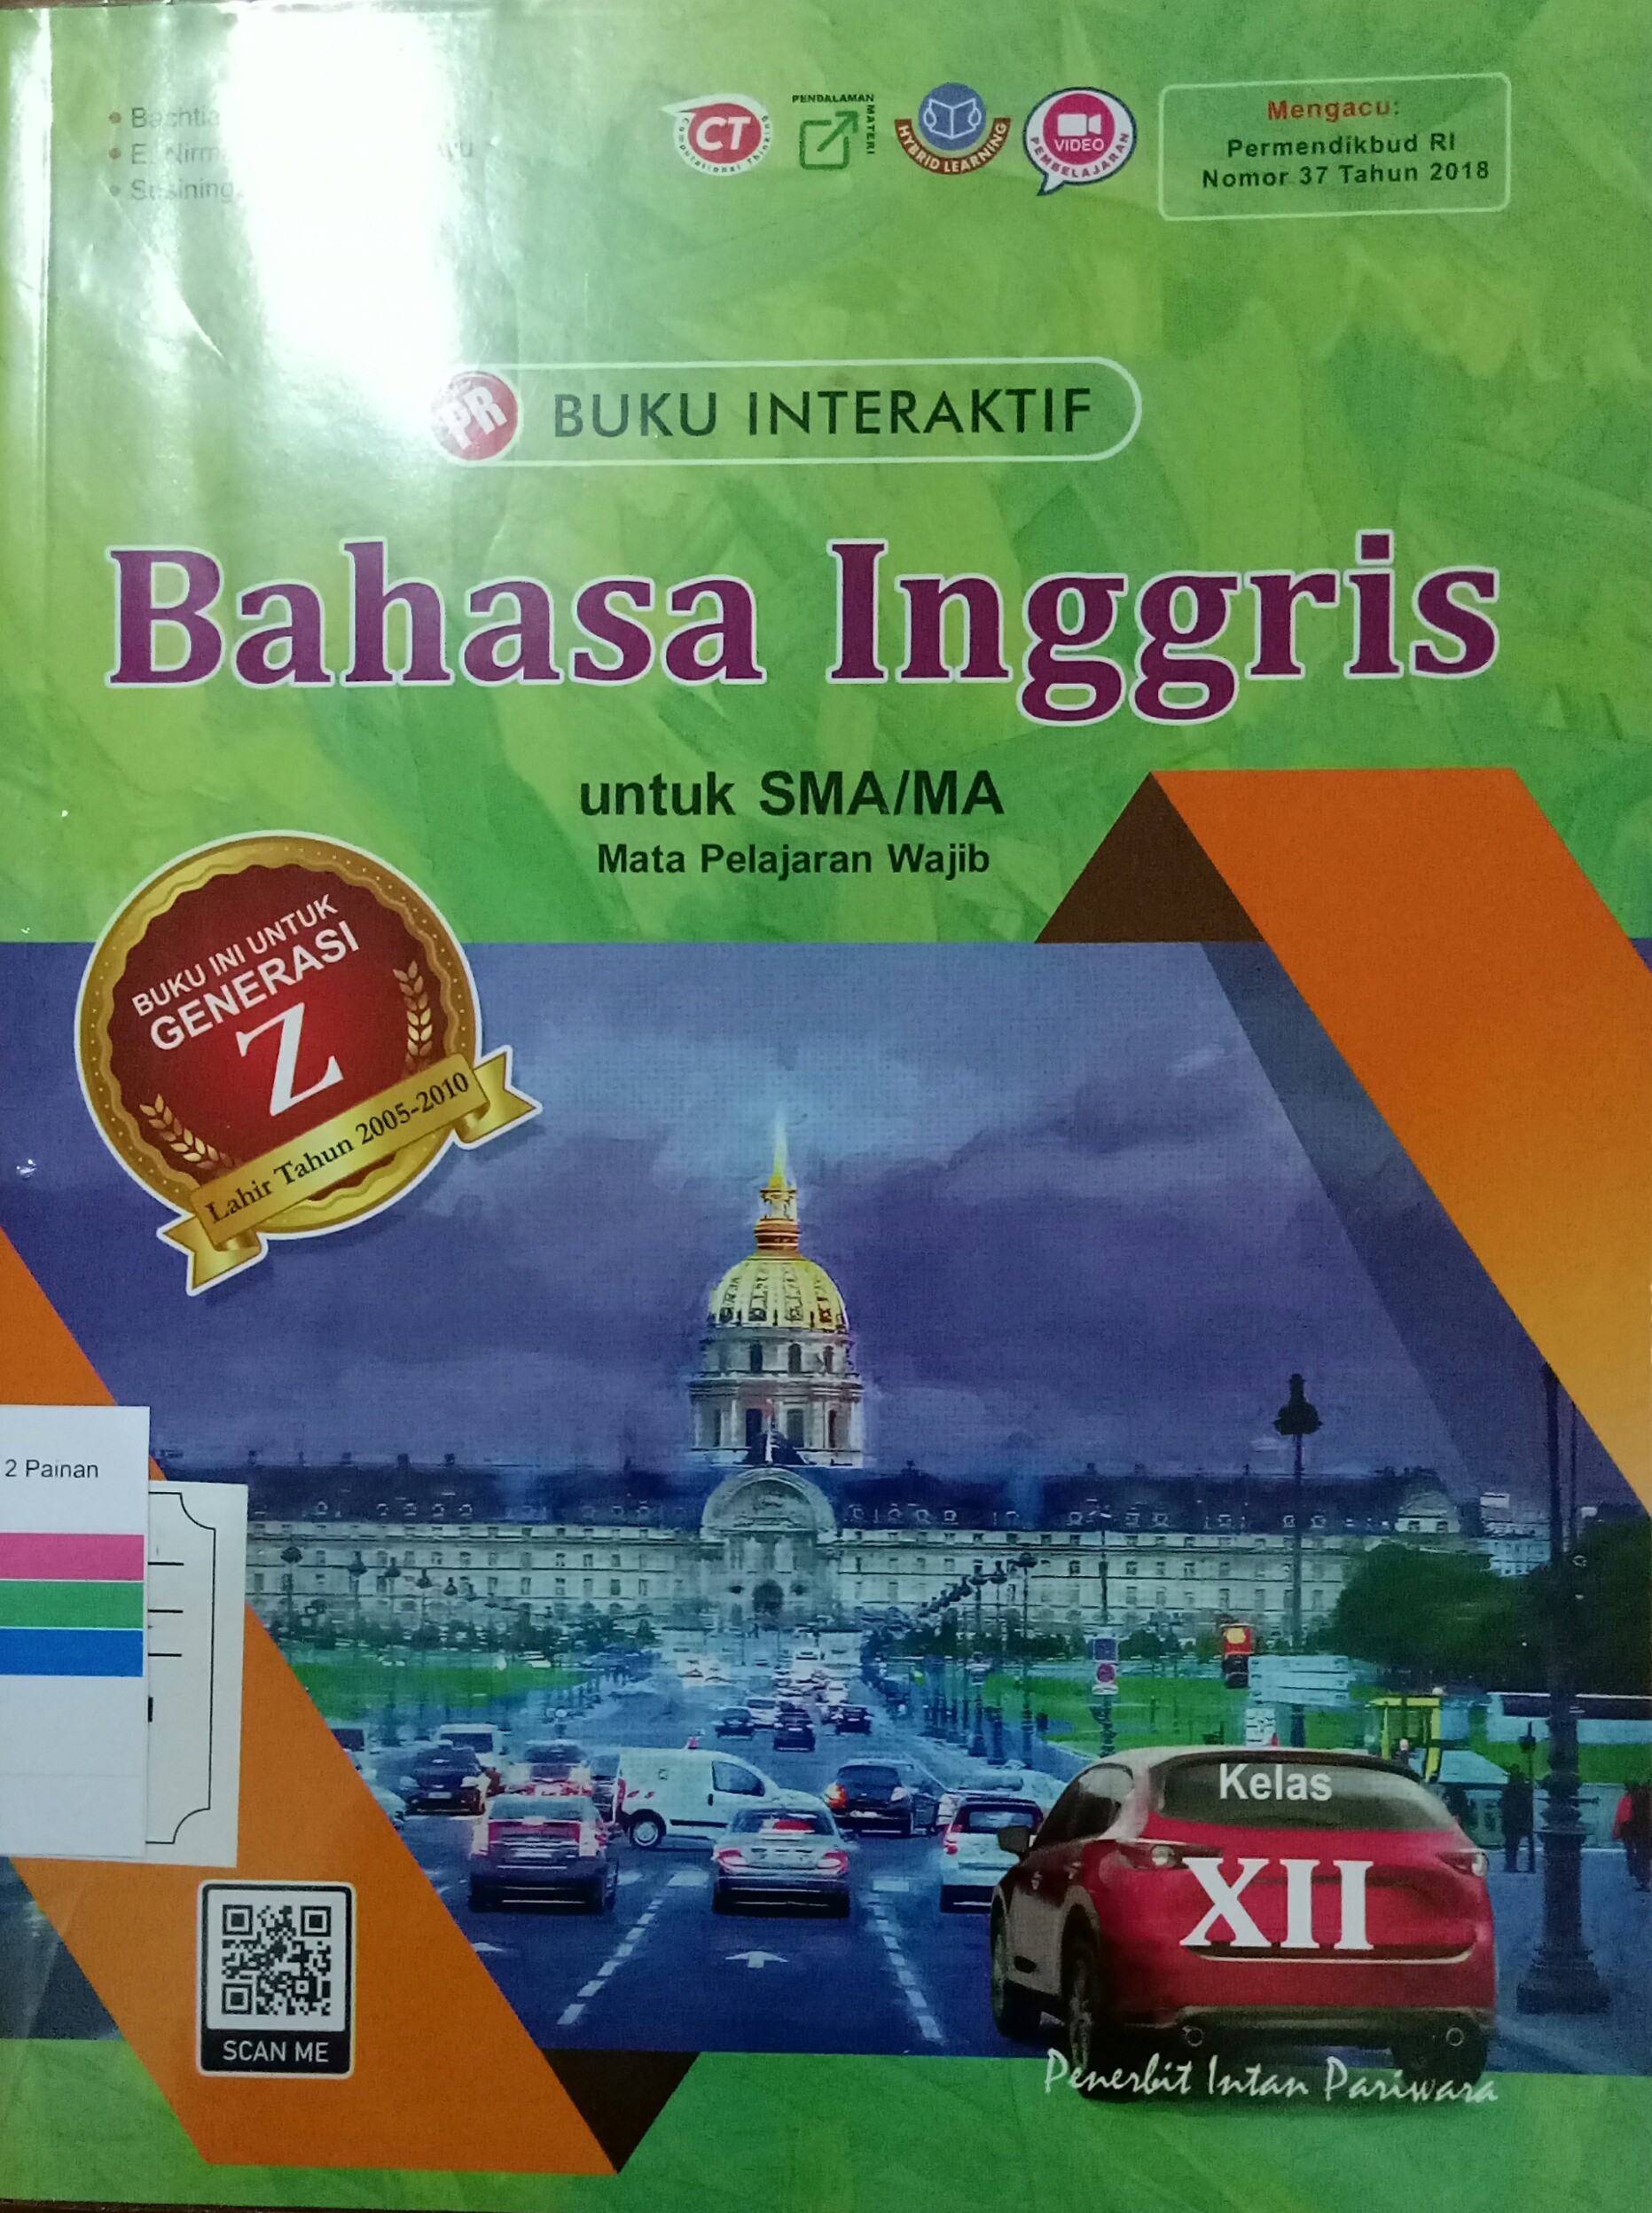 CT
Computational Thinking
PENDALAMAN
MATERI
HYBRID LEARNING
VIDEO
PEMBELAJARAN
Mengacu:
Permendikbud RI
Nomor 37 Tahun 2018
PR BUKU INTERAKTIF
Bahasa Inggris
untuk SMA/MA
Mata Pelajaran Wajib
BUKU INI UNTUK
GENERASI
Z
Lahir Tahun 2005-2010
2 Painan
Kelas
XII
SCAN ME
Penerbit Intan Pariwara